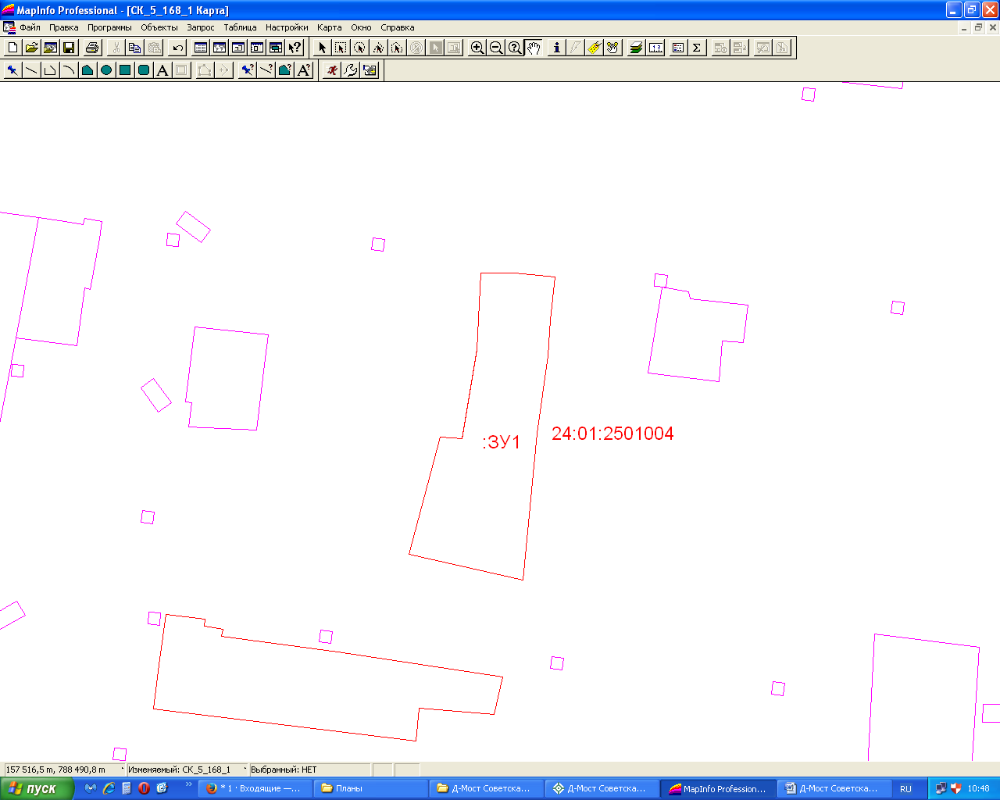 MapInfo Professional - [СК_5_168_1 Карта]
Файл Правка Программы Объекты Запрос Таблица Настройки Карта Окно Справка
:ЗУ1
24:01:2501004
157 516,5 m, 788 490,8 m Изменяемый: СК_5_168_1 Выбранный: НЕТ
пуск * 1 · Входящие —... Планы Д-Мост Советска... Д-Мост Советска... MapInfo Profession... Д-Мост Советска... RU 10:48